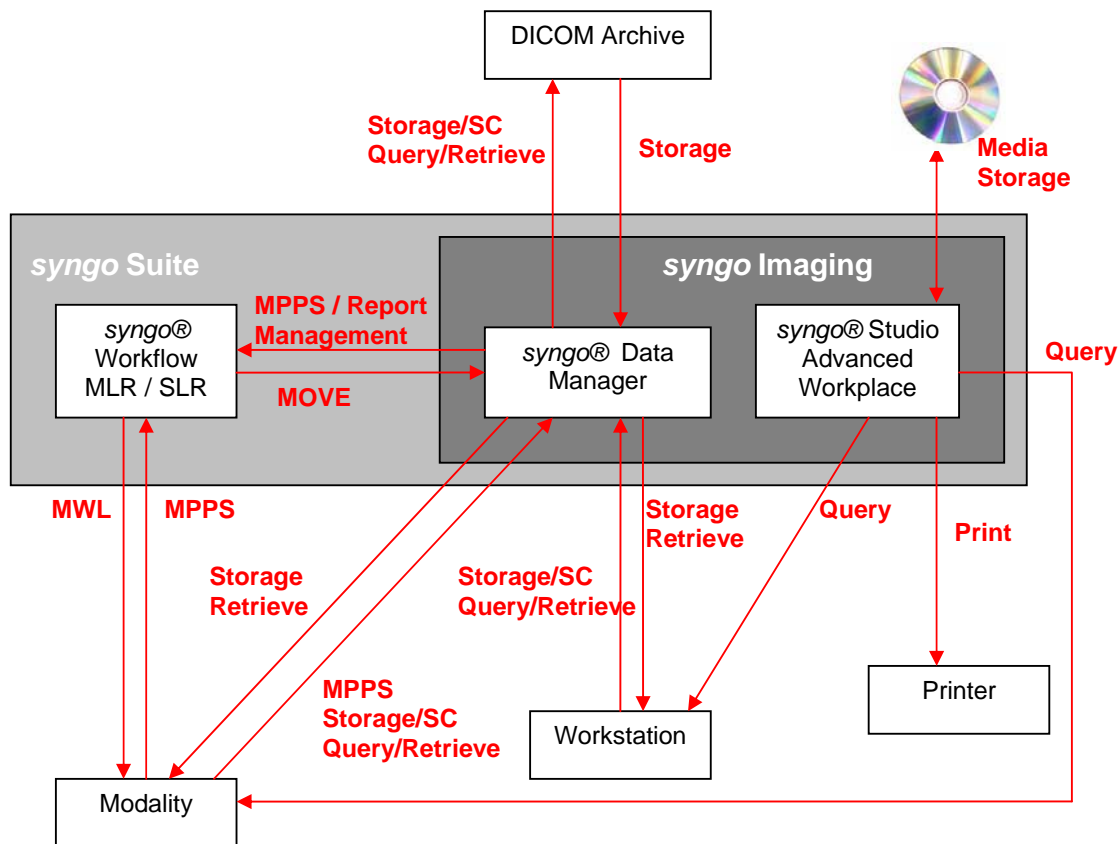 DICOM Archive
Storage/SC
Query/Retrieve
Storage
Media
Storage
syngo Suite
syngo Imaging
MPPS / Report
Management
syngo®
Workflow
MLR / SLR
syngo® Data
Manager
syngo® Studio
Advanced
Workplace
Query
MOVE
MWL
MPPS
Storage
Retrieve
Query
Print
Storage
Retrieve
Storage/SC
Query/Retrieve
MPPS
Storage/SC
Query/Retrieve
Printer
Workstation
Modality